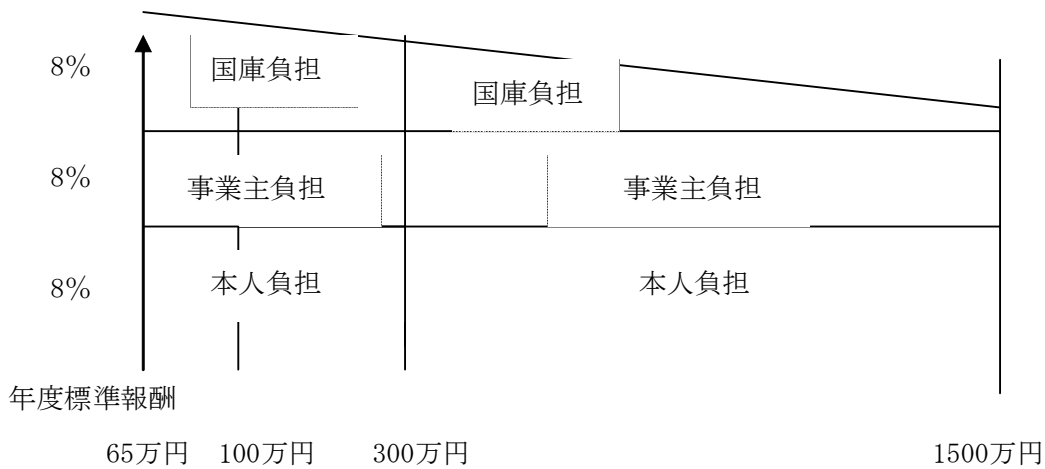 8%
国庫負担
国庫負担
8%
事業主負担
事業主負担
8%
本人負担
本人負担
年度標準報酬
65万円 100万円 300万円 1500万円